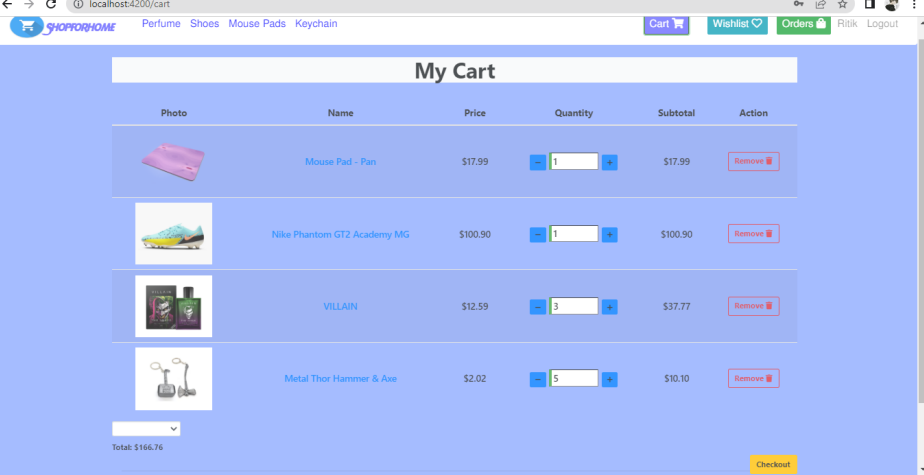 localhost:4200/cart
SHOPFORHOME Perfume Shoes Mouse Pads Keychain Cart Wishlist Orders Ritik Logout
My Cart
Photo Name Price Quantity Subtotal Action
Mouse Pad - Pan $17.99 - 1 + $17.99 Remove
Nike Phantom GT2 Academy MG $100.90 - 1 + $100.90 Remove
VILLAIN
VILLAIN $12.59 - 3 + $37.77 Remove
Metal Thor Hammer & Axe $2.02 - 5 + $10.10 Remove
Total: $166.76
Checkout